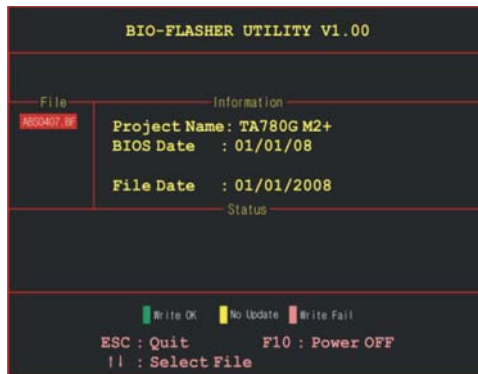 BIO-FLASHER UTILITY V1.00
File
Information
ABS0407.BF
Project Name: TA780G M2+
BIOS Date : 01/01/08
File Date : 01/01/2008
Status
Write OK No Update Write Fail
ESC : Quit F10 : Power OFF
↑↓ : Select File